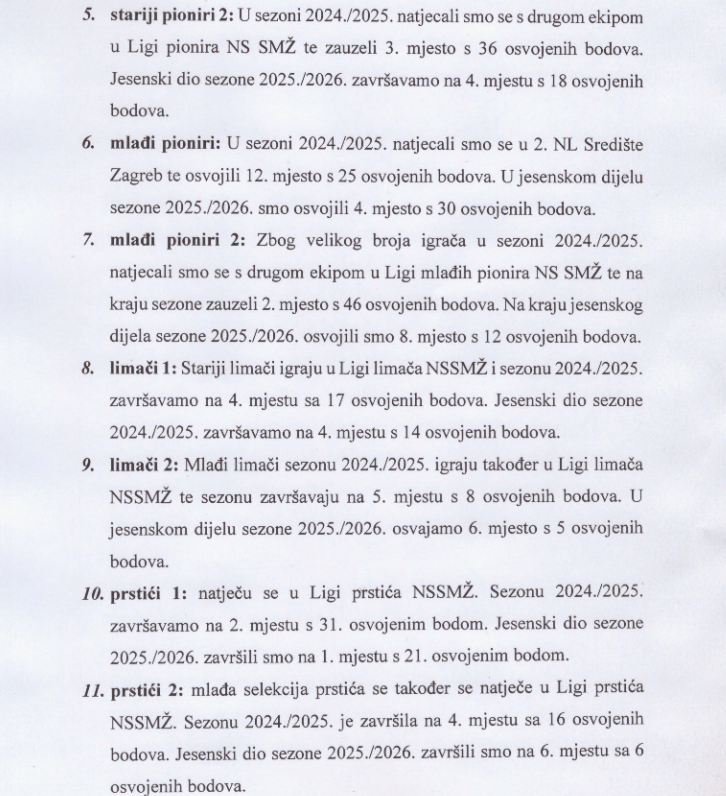 5. stariji pioniri 2: U sezoni 2024./2025. natjecali smo se s drugom ekipom
u Ligi pionira NS SMŽ te zauzeli 3. mjesto s 36 osvojenih bodova.
Jesenski dio sezone 2025./2026. završavamo na 4. mjestu s 18 osvojenih
bodova.
6. mlađi pioniri: U sezoni 2024./2025. natjecali smo se u 2. NL Središte
Zagreb te osvojili 12. mjesto s 25 osvojenih bodova. U jesenskom dijelu
sezone 2025./2026. smo osvojili 4. mjesto s 30 osvojenih bodova.
7. mlađi pioniri 2: Zbog velikog broja igrača u sezoni 2024./2025.
natjecali smo se s drugom ekipom u Ligi mlađih pionira NS SMŽ te na
kraju sezone zauzeli 2. mjesto s 46 osvojenih bodova. Na kraju jesenskog
dijela sezone 2025./2026. osvojili smo 8. mjesto s 12 osvojenih bodova.
8. limači 1: Stariji limači igraju u Ligi limača NSSMŽ i sezonu 2024./2025.
završavamo na 4. mjestu sa 17 osvojenih bodova. Jesenski dio sezone
2024./2025. završavamo na 4. mjestu s 14 osvojenih bodova.
9. limači 2: Mlađi limači sezonu 2024./2025. igraju također u Ligi limača
NSSMŽ te sezonu završavaju na 5. mjestu s 8 osvojenih bodova. U
jesenskom dijelu sezone 2025./2026. osvajamo 6. mjesto s 5 osvojenih
bodova.
10. prstići 1: natječu se u Ligi prstića NSSMŽ. Sezonu 2024./2025.
završavamo na 2. mjestu s 31. osvojenim bodom. Jesenski dio sezone
2025./2026. završili smo na 1. mjestu s 21. osvojenim bodom.
11. prstići 2: mlađa selekcija prstića se također se natječe u Ligi prstića
NSSMŽ. Sezonu 2024./2025. je završila na 4. mjestu sa 16 osvojenih
bodova. Jesenski dio sezone 2025./2026. završili smo na 6. mjestu sa 6
osvojenih bodova.